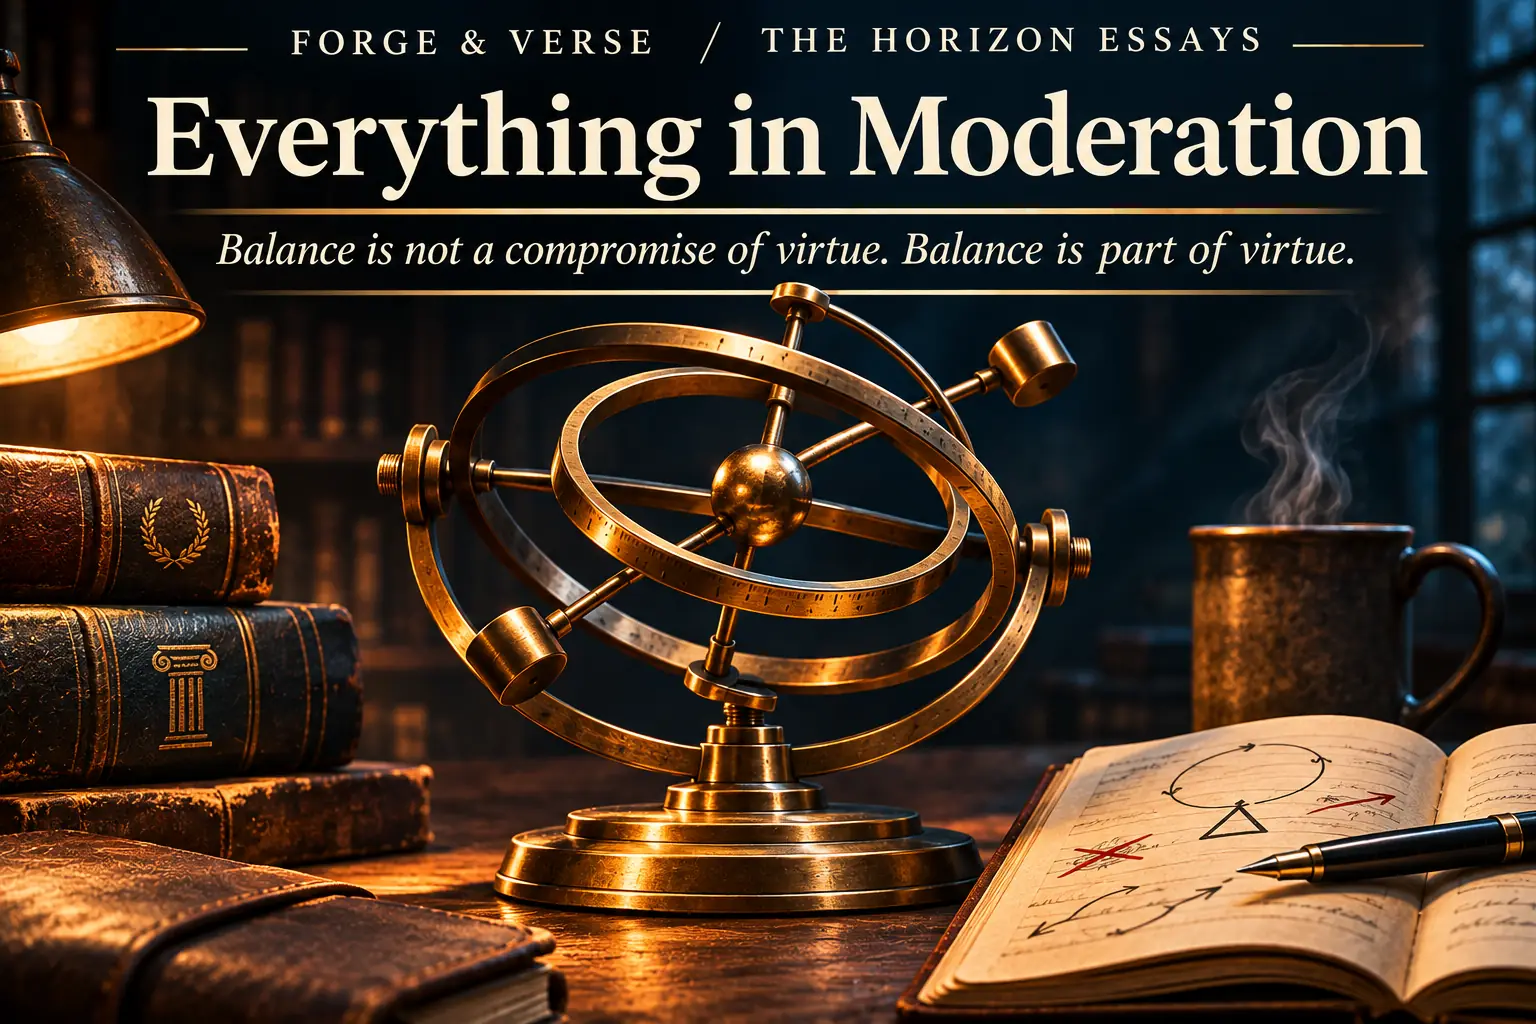 FORGE & VERSE / THE HORIZON ESSAYS
Everything in Moderation
Balance is not a compromise of virtue. Balance is part of virtue.